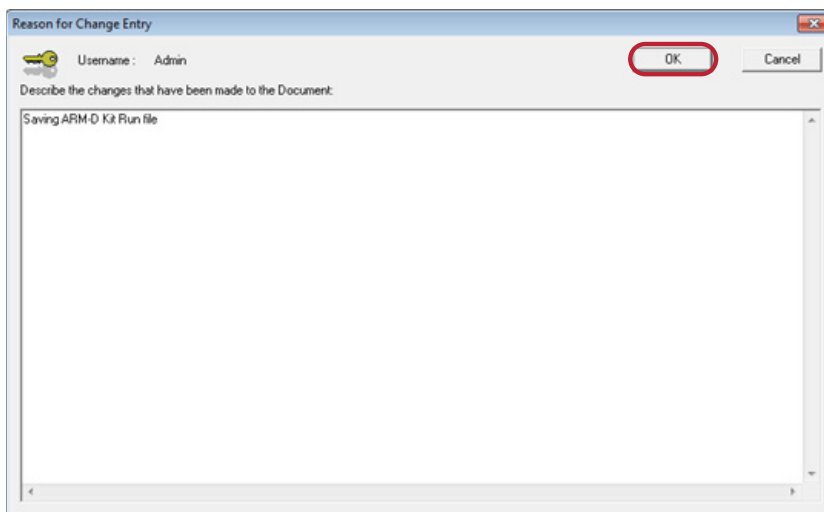 Reason for Change Entry
Username : Admin OK Cancel
Describe the changes that have been made to the Document:
Saving ARM-D Kit Run file